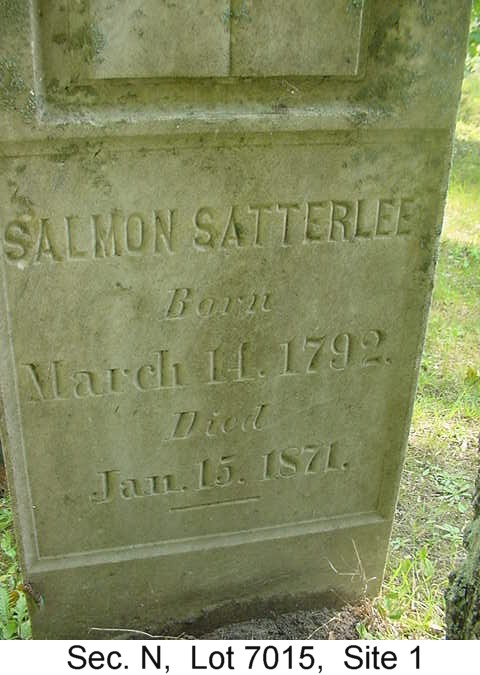 SALMON SATTERLEE
Born
March 14. 1792.
Died
Jan. 15. 1871.
Sec. N, Lot 7015, Site 1